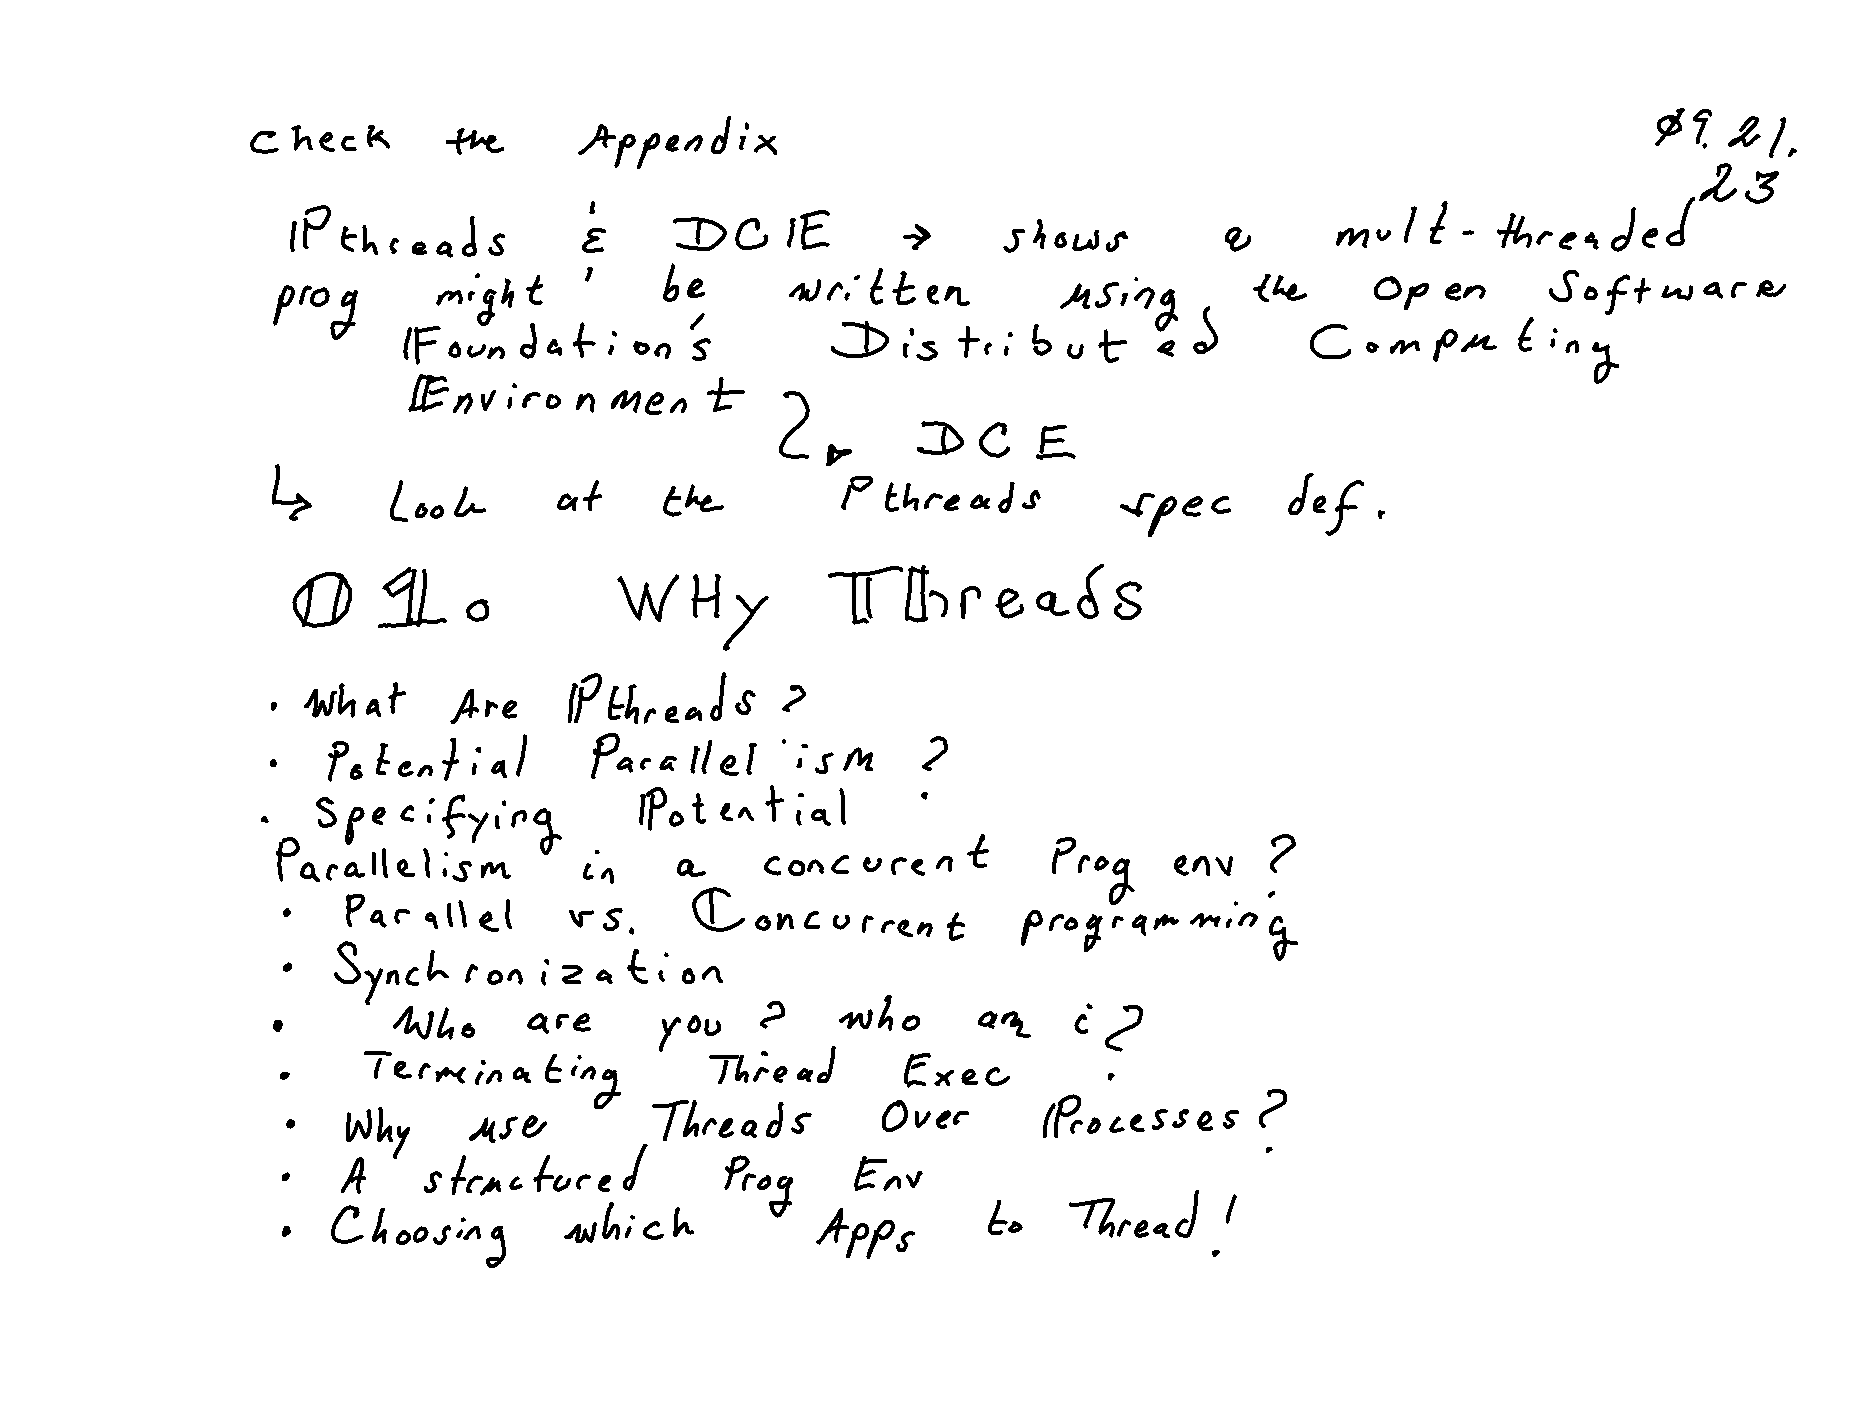 Check the Appendix
Ø9.21.
23
Pthreads & DCE → shows a mult-threaded
prog might be written using the Open Software
Foundation's Distributed Computing
Environment
DCE
↳ Look at the Pthreads spec def.
01. WHy Threads
· What Are Pthreads?
· Potential Parallelism?
· Specifying Potential
Parallelism in a concurent Prog env?
· Parallel vs. Concurrent programming
· Synchronization
· Who are you? who am i?
· Terminating Thread Exec
· Why use Threads Over Processes?
· A structured Prog Env
· Choosing which Apps to Thread!